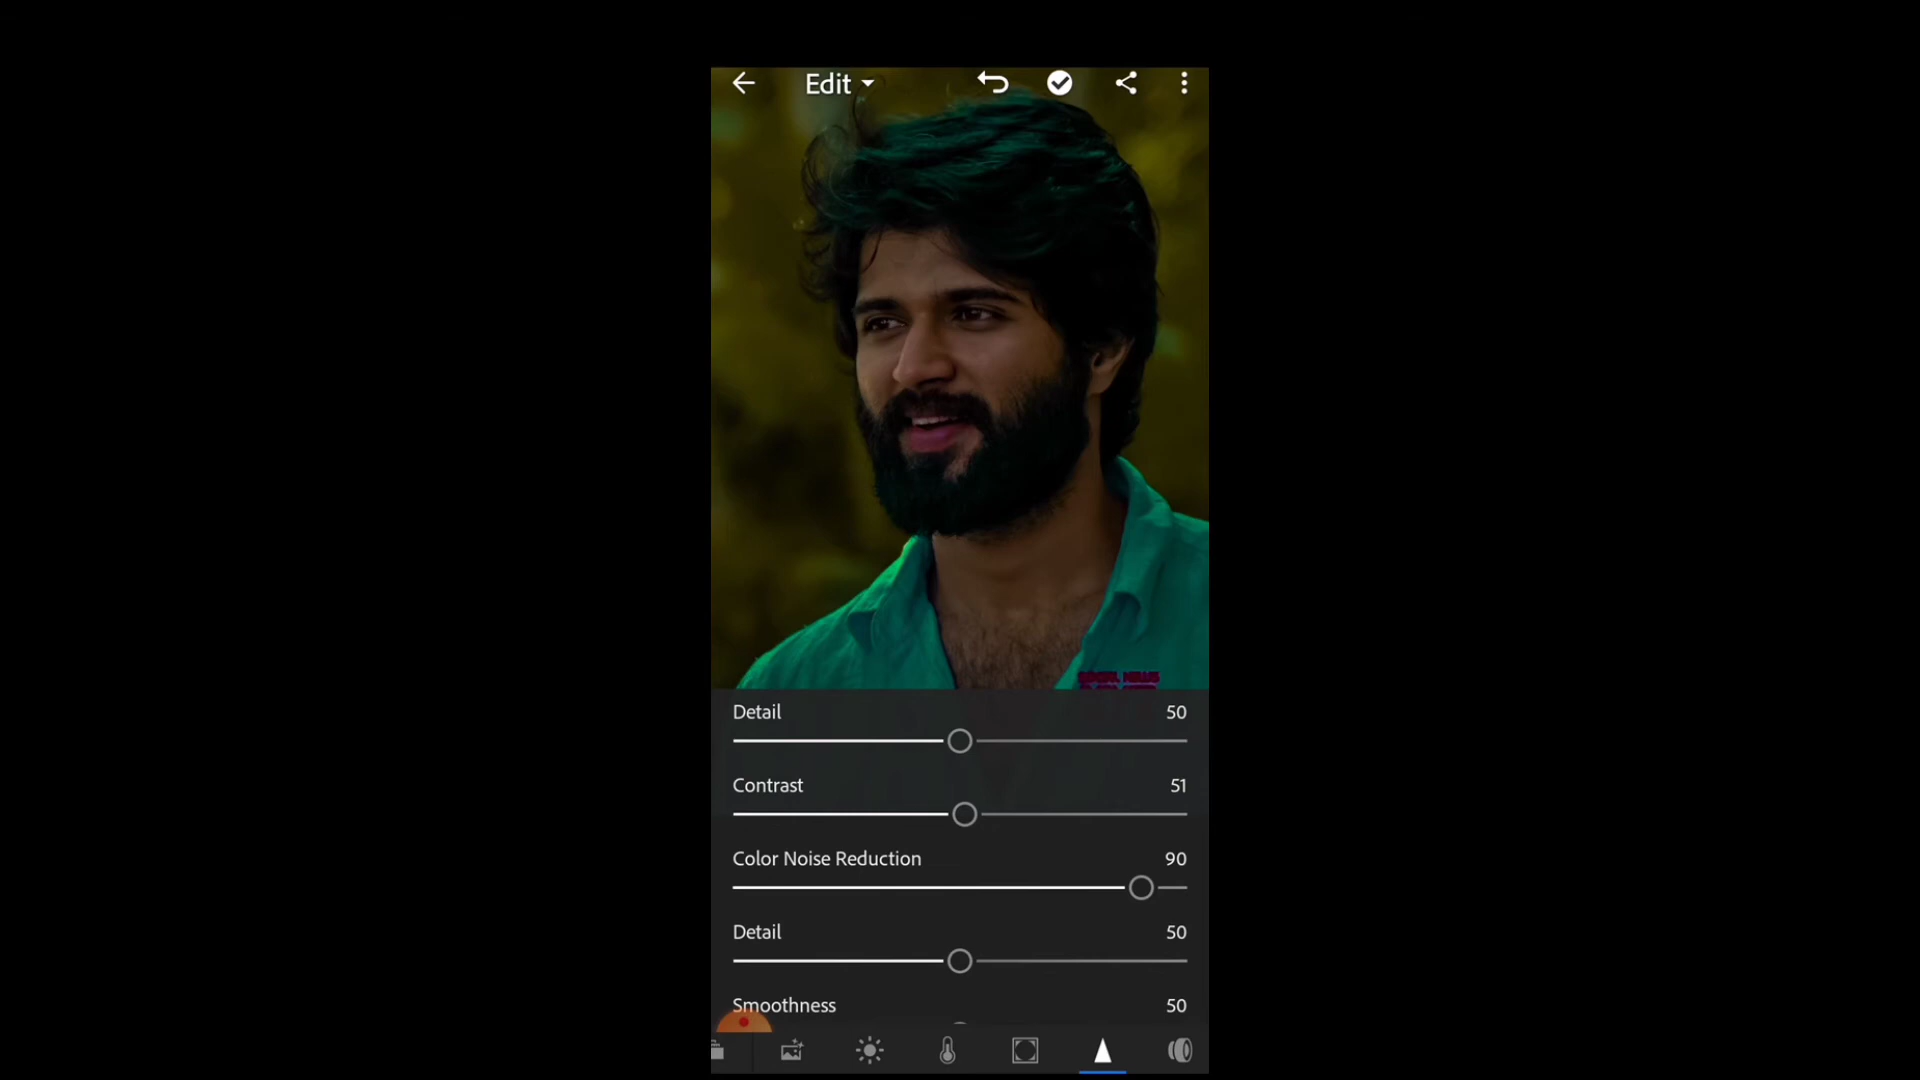 Edit
Detail 50
Contrast 51
Color Noise Reduction 90
Detail 50
Smoothness 50